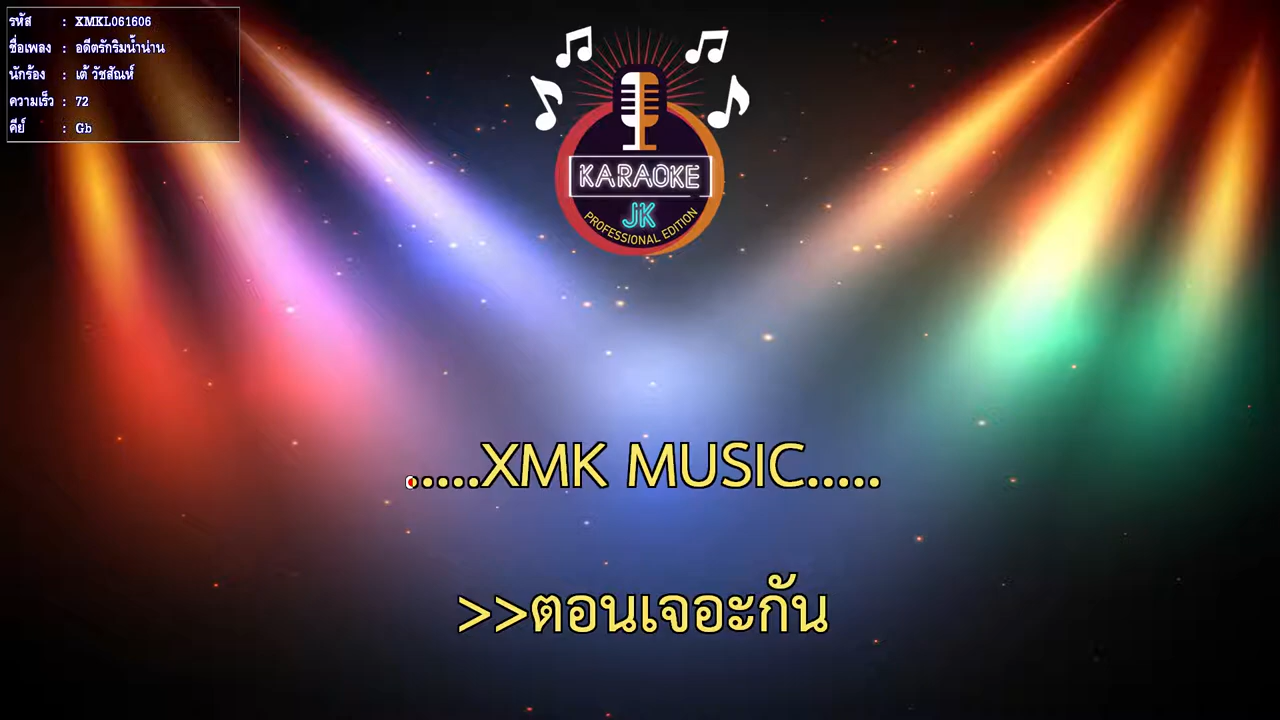 รหัส : XMKL061606
ชื่อเพลง : อดีตรักริมน้ำน่าน
นักร้อง : เต้ วัชสัณห์
ความเร็ว : 72
คีย์ : Gb
KARAOKE
JK
PROFESSIONAL EDITION
.....XMK MUSIC.....
>>ตอนเจอะกัน